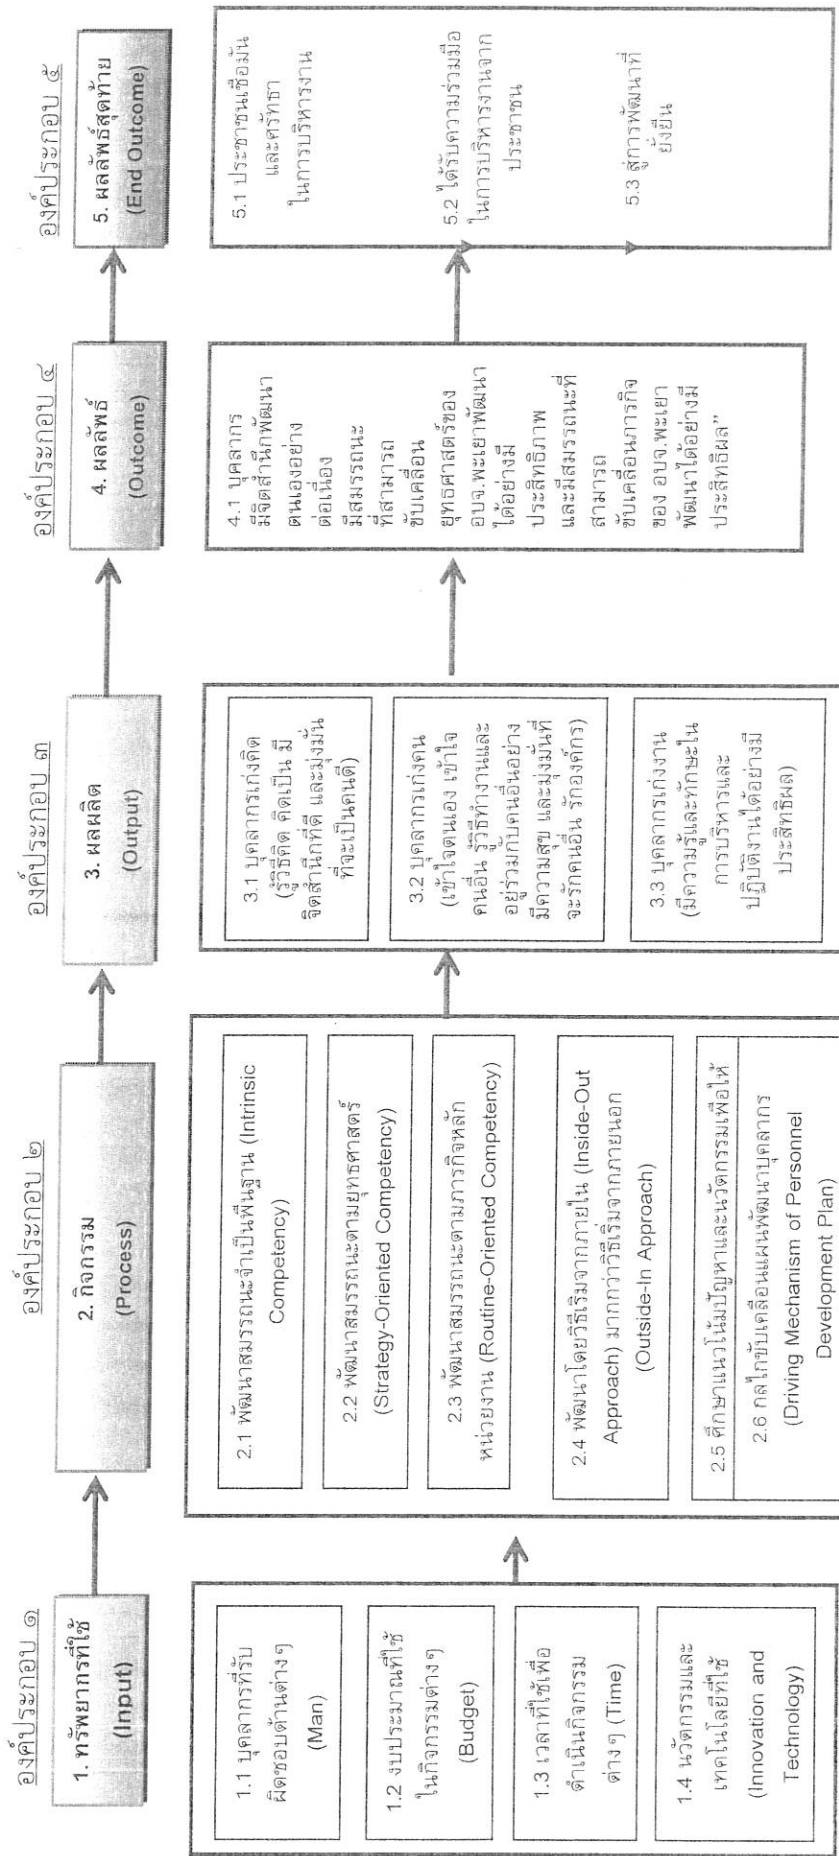 องค์ประกอบ ๑
1. ทรัพยากรที่ใช้
(Input)
1.1 บุคลากรที่รับ
ผิดชอบด้านต่างๆ
(Man)
1.2 งบประมาณที่ใช้
ในกิจกรรมต่างๆ
(Budget)
1.3 เวลาที่ใช้เพื่อ
ดำเนินกิจกรรม
ต่างๆ (Time)
1.4 นวัตกรรมและ
เทคโนโลยีที่ใช้
(Innovation and
Technology)
องค์ประกอบ ๒
2. กิจกรรม
(Process)
2.1 พัฒนาสมรรถนะจำเป็นพื้นฐาน (Intrinsic
Competency)
2.2 พัฒนาสมรรถนะตามยุทธศาสตร์
(Strategy-Oriented Competency)
2.3 พัฒนาสมรรถนะตามภารกิจหลัก
หน่วยงาน (Routine-Oriented Competency)
2.4 พัฒนาโดยวิธีเริ่มจากภายใน (Inside-Out
Approach) มากกว่าวิธีเริ่มจากภายนอก
(Outside-In Approach)
2.5 ศึกษาแนวโน้มปัญหาและนวัตกรรมเพื่อให้
2.6 กลไกขับเคลื่อนแผนพัฒนาบุคลากร
(Driving Mechanism of Personnel
Development Plan)
องค์ประกอบ ๓
3. ผลผลิต
(Output)
3.1 บุคลากรเก่งคิด
(รู้วิธีคิด คิดเป็น มี
จิตสำนึกที่ดี และมุ่งมั่น
ที่จะเป็นคนดี)
3.2 บุคลากรเก่งคน
(เข้าใจตนเอง เข้าใจ
คนอื่น รู้วิธีทำงานและ
อยู่ร่วมกับคนอื่นอย่าง
มีความสุข และมุ่งมั่นที่
จะรักคนอื่น รักองค์กร)
3.3 บุคลากรเก่งงาน
(มีความรู้และทักษะใน
การบริหารและ
ปฏิบัติงานได้อย่างมี
ประสิทธิผล)
องค์ประกอบ ๔
4. ผลลัพธ์
(Outcome)
4.1 บุคลากร
มีจิตสำนึกพัฒนา
ตนเองอย่าง
ต่อเนื่อง
มีสมรรถนะ
ที่สามารถ
ขับเคลื่อน
ยุทธศาสตร์ของ
อบจ.พะเยาพัฒนา
ได้อย่างมี
ประสิทธิภาพ
และมีสมรรถนะที่
สามารถ
ขับเคลื่อนภารกิจ
ของ อบจ.พะเยา
พัฒนาได้อย่างมี
ประสิทธิผล”
องค์ประกอบ ๕
5. ผลลัพธ์สุดท้าย
(End Outcome)
5.1 ประชาชนเชื่อมั่น
และศรัทธา
ในการบริหารงาน
5.2 ได้รับความร่วมมือ
ในการบริหารงานจาก
ประชาชน
5.3 สู่การพัฒนาที่
ยั่งยืน